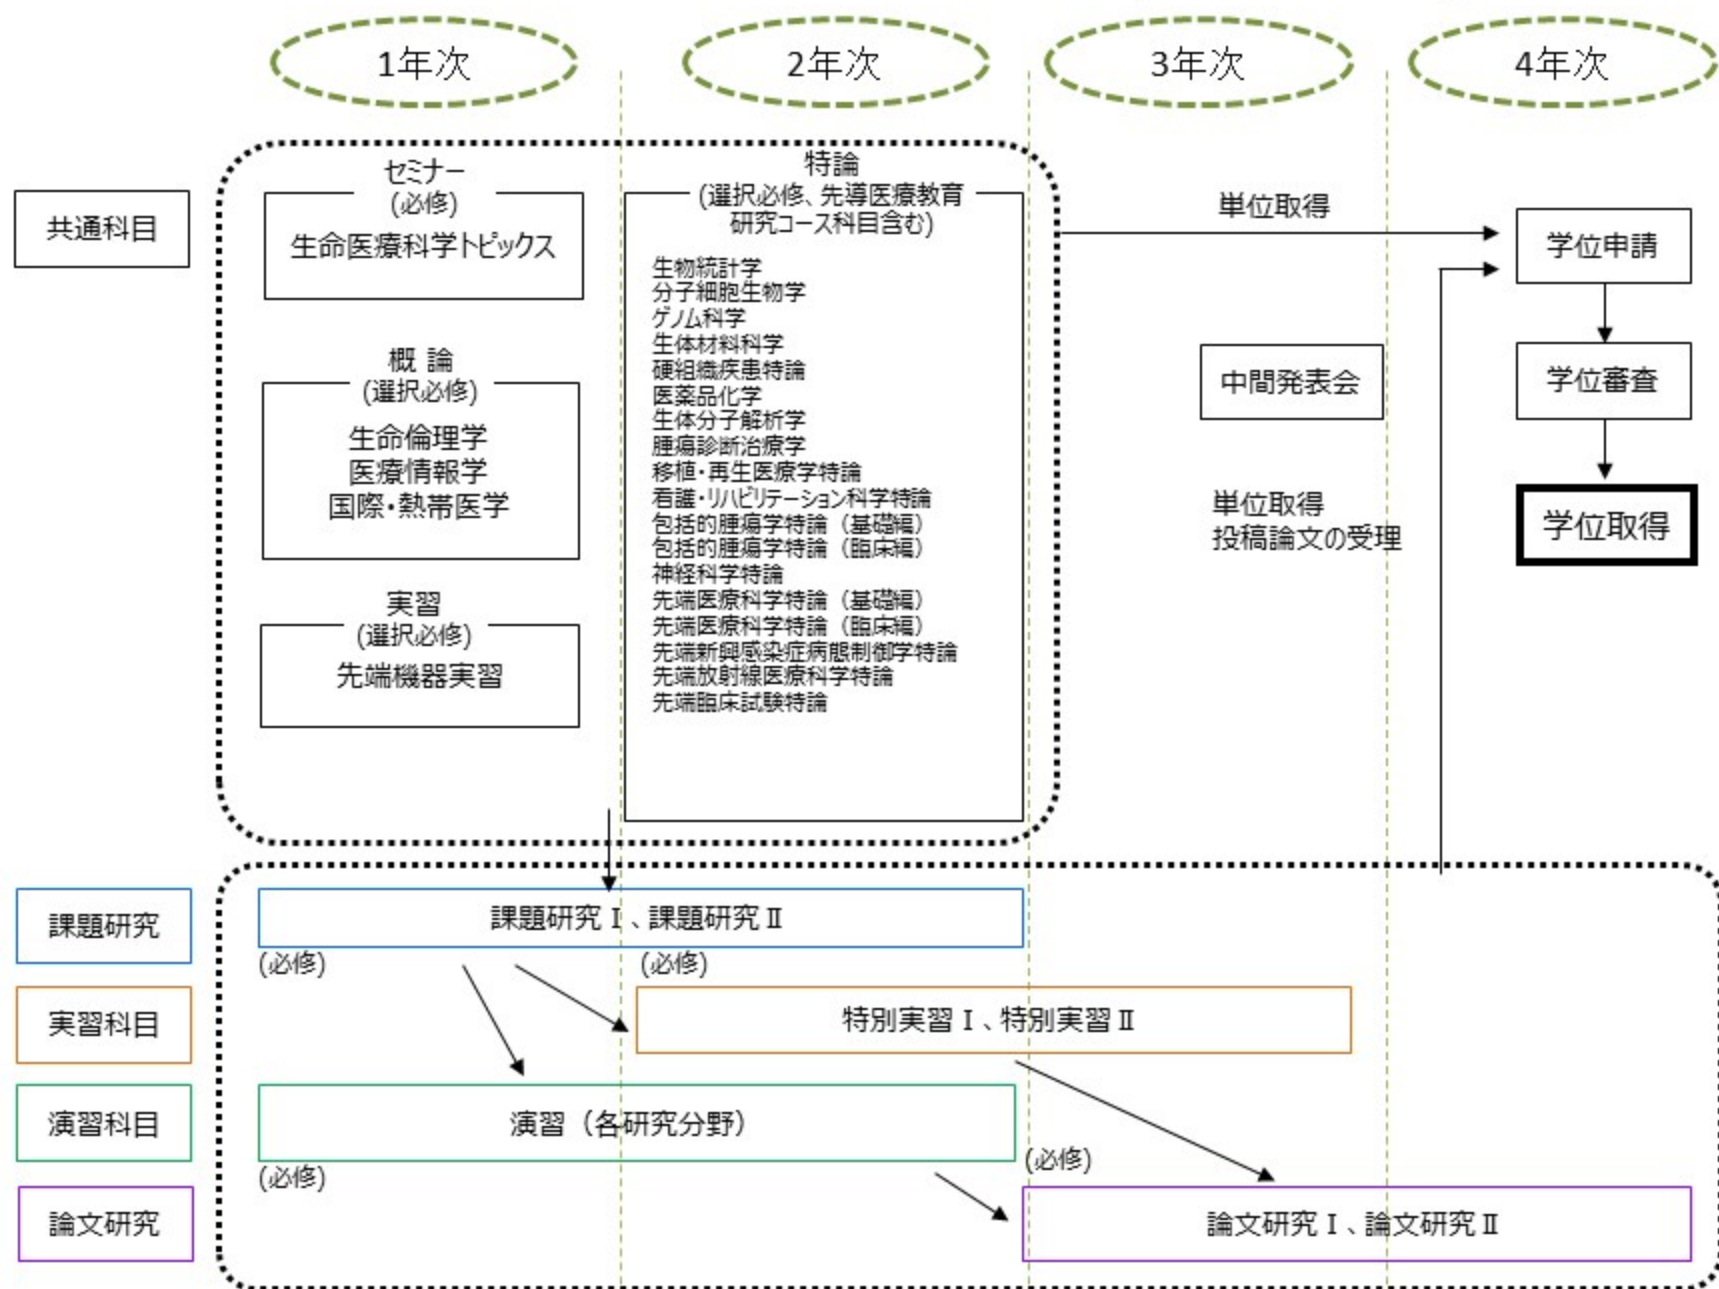 1年次
2年次
3年次
4年次
共通科目
セミナー
(必修)
生命医療科学トピックス
概 論
(選択必修)
生命倫理学
医療情報学
国際・熱帯医学
実習
(選択必修)
先端機器実習
特論
(選択必修、先導医療教育
研究コース科目含む)
生物統計学
分子細胞生物学
ゲノム科学
生体材料科学
硬組織疾患特論
医薬品化学
生体分子解析学
腫瘍診断治療学
移植・再生医療学特論
看護・リハビリテーション科学特論
包括的腫瘍学特論（基礎編）
包括的腫瘍学特論（臨床編）
神経科学特論
先端医療科学特論（基礎編）
先端医療科学特論（臨床編）
先端新興感染症病態制御学特論
先端放射線医療科学特論
先端臨床試験特論
単位取得
中間発表会
単位取得
投稿論文の受理
学位申請
学位審査
学位取得
課題研究
課題研究Ⅰ、課題研究Ⅱ
(必修)
(必修)
実習科目
特別実習Ⅰ、特別実習Ⅱ
演習科目
演習（各研究分野）
(必修)
(必修)
論文研究
論文研究Ⅰ、論文研究Ⅱ